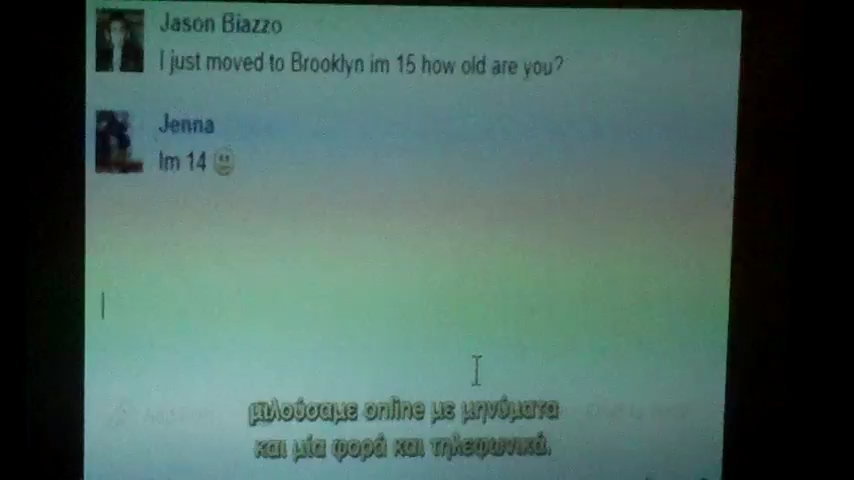 Jason Biazzo
I just moved to Brooklyn im 15 how old are you?
Jenna
Im 14
μιλούσαμε online με μηνύματα
και μία φορά και τηλεφωνικά.